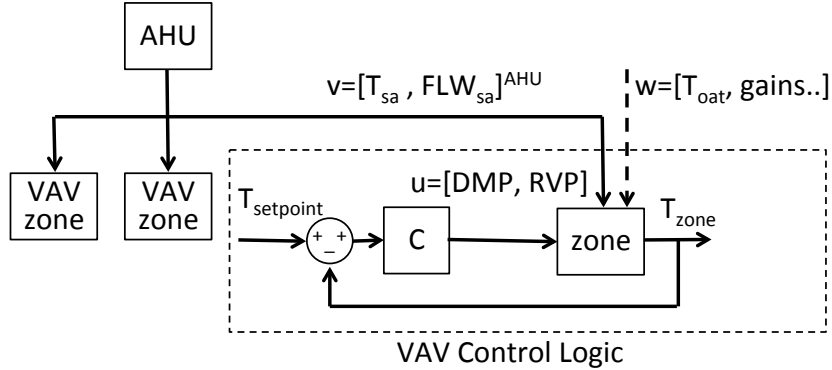 AHU
v=[T_sa , FLW_sa]^AHU
w=[T_oat, gains..]
VAV zone
VAV zone
u=[DMP, RVP]
T_setpoint
+ +
−
C
zone
T_zone
VAV Control Logic